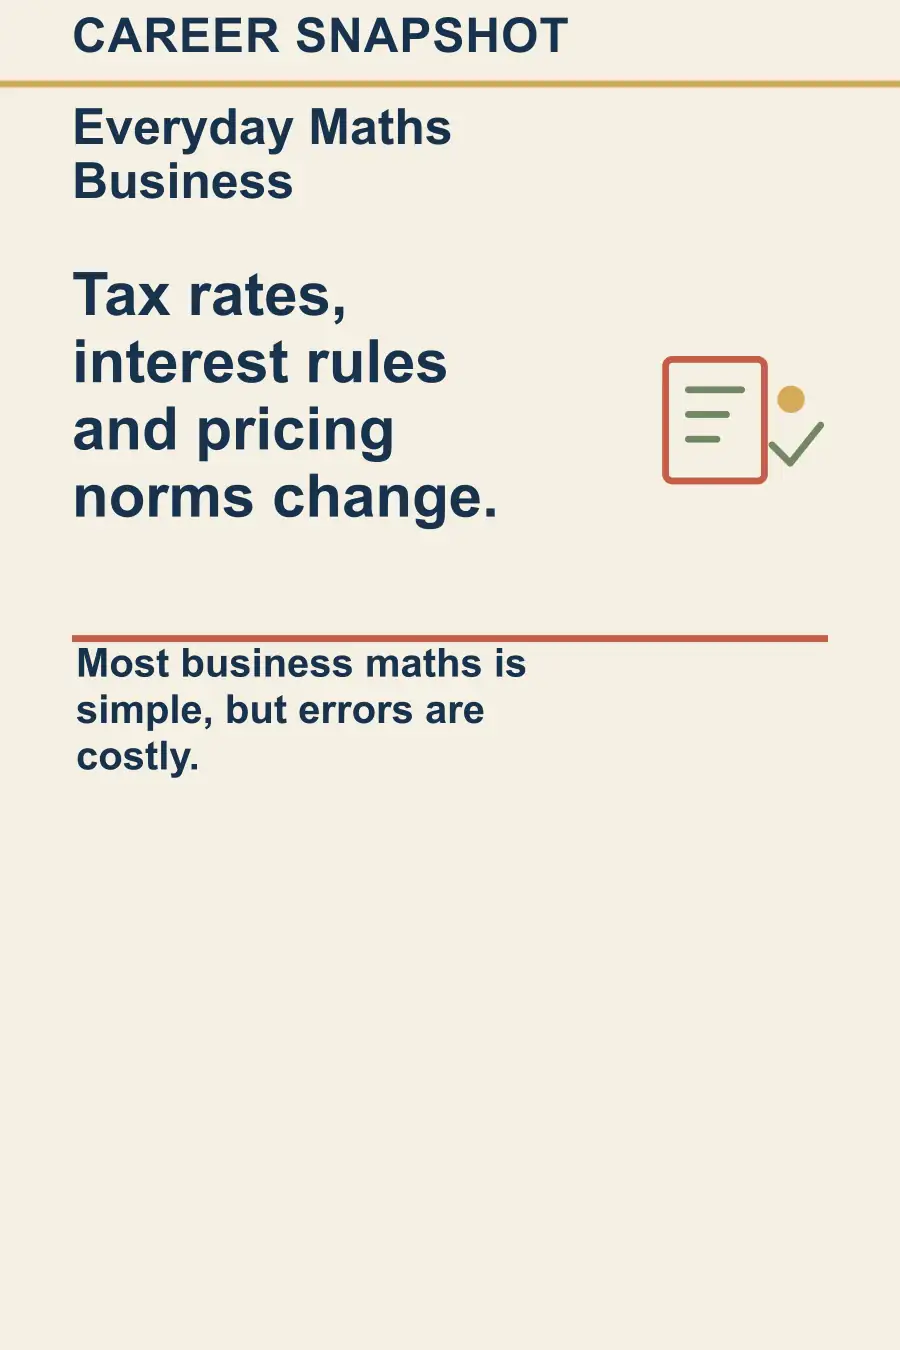 CAREER SNAPSHOT
Everyday Maths
Business
Tax rates,
interest rules
and pricing
norms change.
Most business maths is
simple, but errors are
costly.